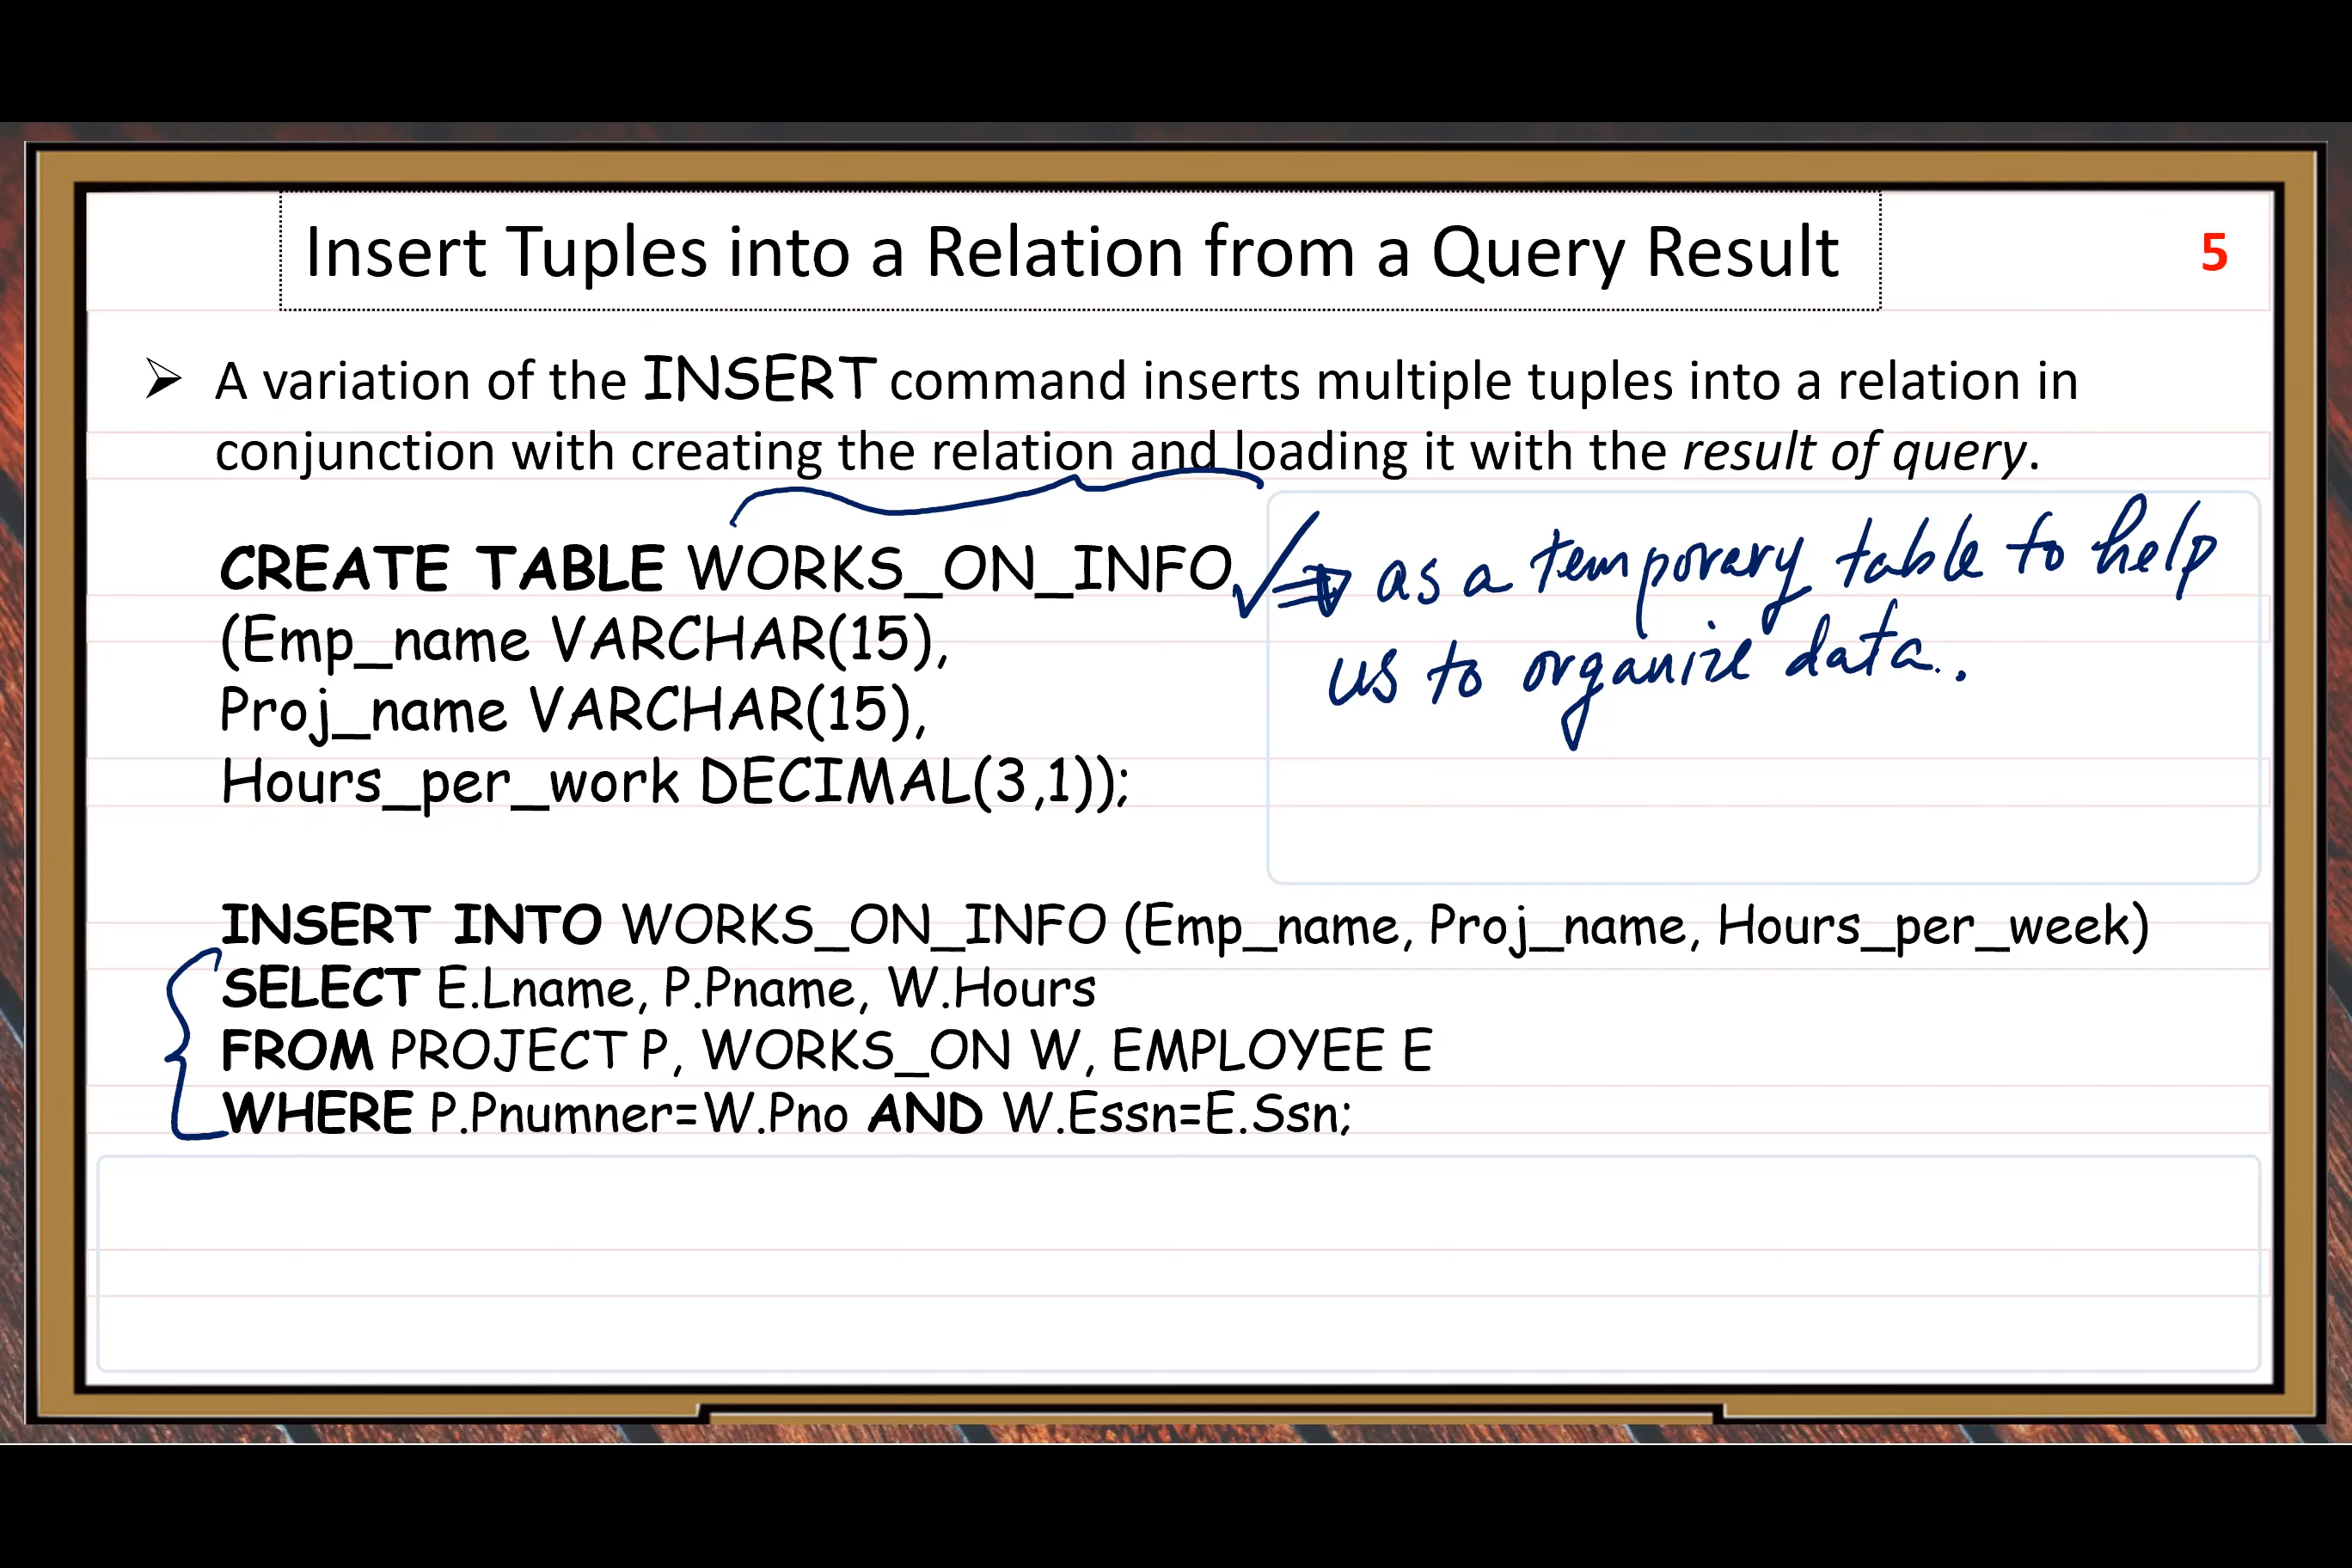 Insert Tuples into a Relation from a Query Result
5
➢ A variation of the INSERT command inserts multiple tuples into a relation in
conjunction with creating the relation and loading it with the result of query.
CREATE TABLE WORKS_ON_INFO
(Emp_name VARCHAR(15),
Proj_name VARCHAR(15),
Hours_per_work DECIMAL(3,1));
✓⇒ as a temporary table to help
us to organize data.
INSERT INTO WORKS_ON_INFO (Emp_name, Proj_name, Hours_per_week)
SELECT E.Lname, P.Pname, W.Hours
FROM PROJECT P, WORKS_ON W, EMPLOYEE E
WHERE P.Pnumner=W.Pno AND W.Essn=E.Ssn;